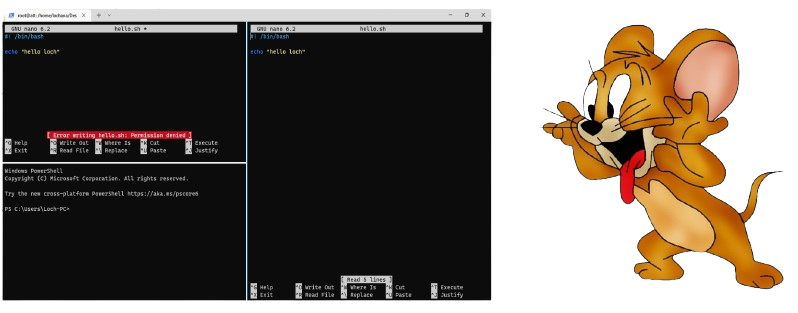 root@ott: /home/lochana/Des
GNU nano 6.2 hello.sh *
#! /bin/bash
echo "hello loch"
[ Error writing hello.sh: Permission denied ]
^G Help ^O Write Out ^W Where Is ^K Cut ^T Execute
^X Exit ^R Read File ^\ Replace ^U Paste ^J Justify
Windows PowerShell
Copyright (C) Microsoft Corporation. All rights reserved.
Try the new cross-platform PowerShell https://aka.ms/pscore6
PS C:\Users\Loch-PC>
GNU nano 6.2 hello.sh
#! /bin/bash
echo "hello loch"
[ Read 6 lines ]
^G Help ^O Write Out ^W Where Is ^K Cut ^T Execute
^X Exit ^R Read File ^\ Replace ^U Paste ^J Justify